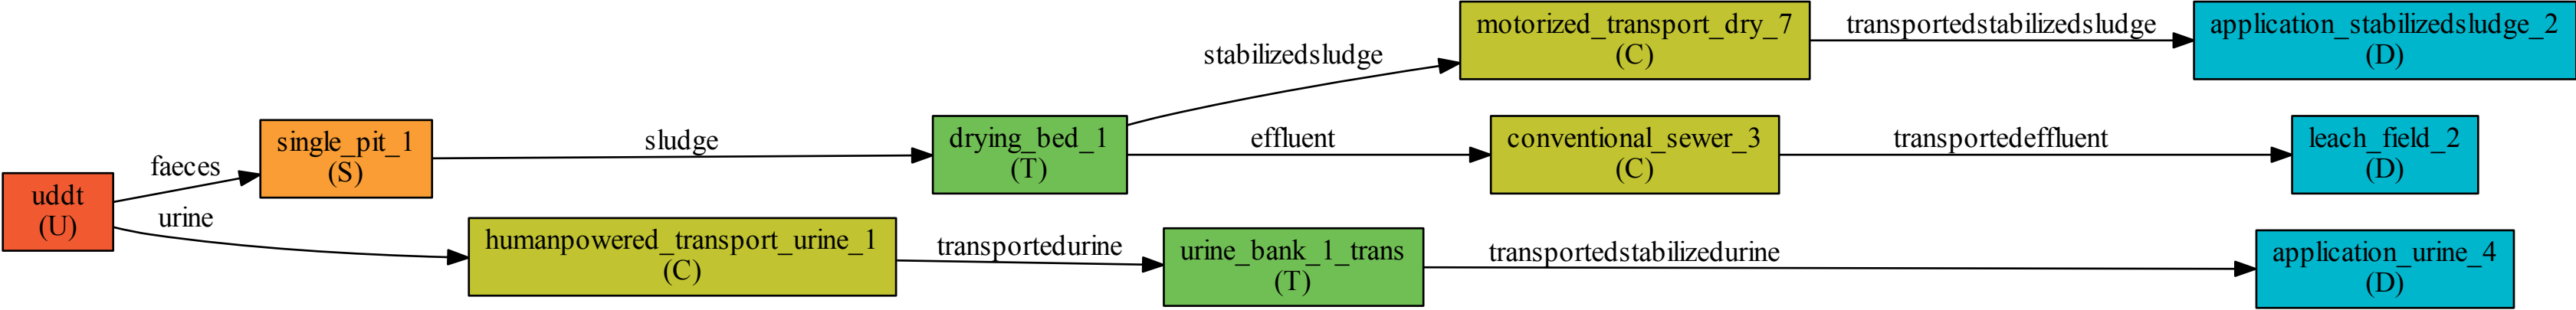 uddt
(U)
faeces
urine
single_pit_1
(S)
sludge
humanpowered_transport_urine_1
(C)
transportedurine
drying_bed_1
(T)
urine_bank_1_trans
(T)
stabilizedsludge
effluent
transportedstabilizedurine
motorized_transport_dry_7
(C)
conventional_sewer_3
(C)
transportedstabilizedsludge
transportedeffluent
application_stabilizedsludge_2
(D)
leach_field_2
(D)
application_urine_4
(D)